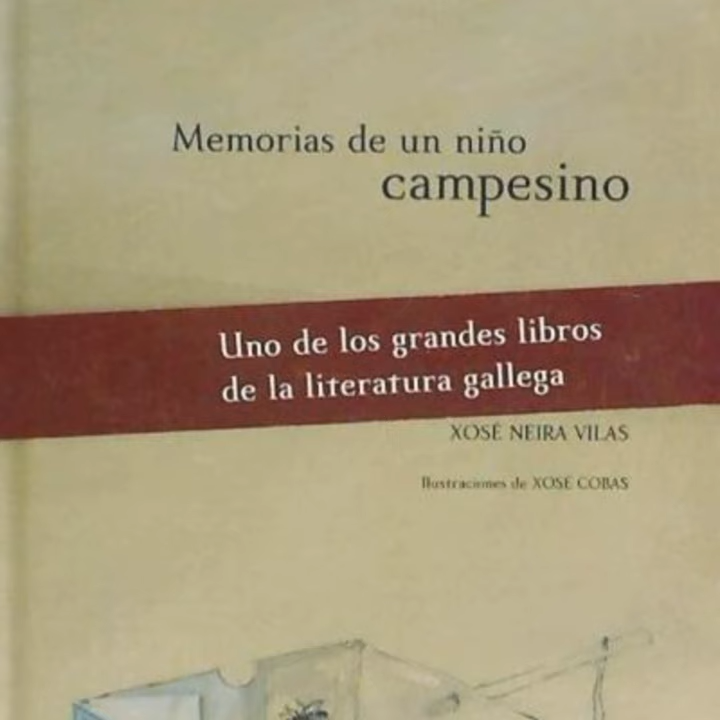 Memorias de un niño
campesino
Uno de los grandes libros
de la literatura gallega
XOSÉ NEIRA VILAS
Ilustraciones de XOSÉ COBAS